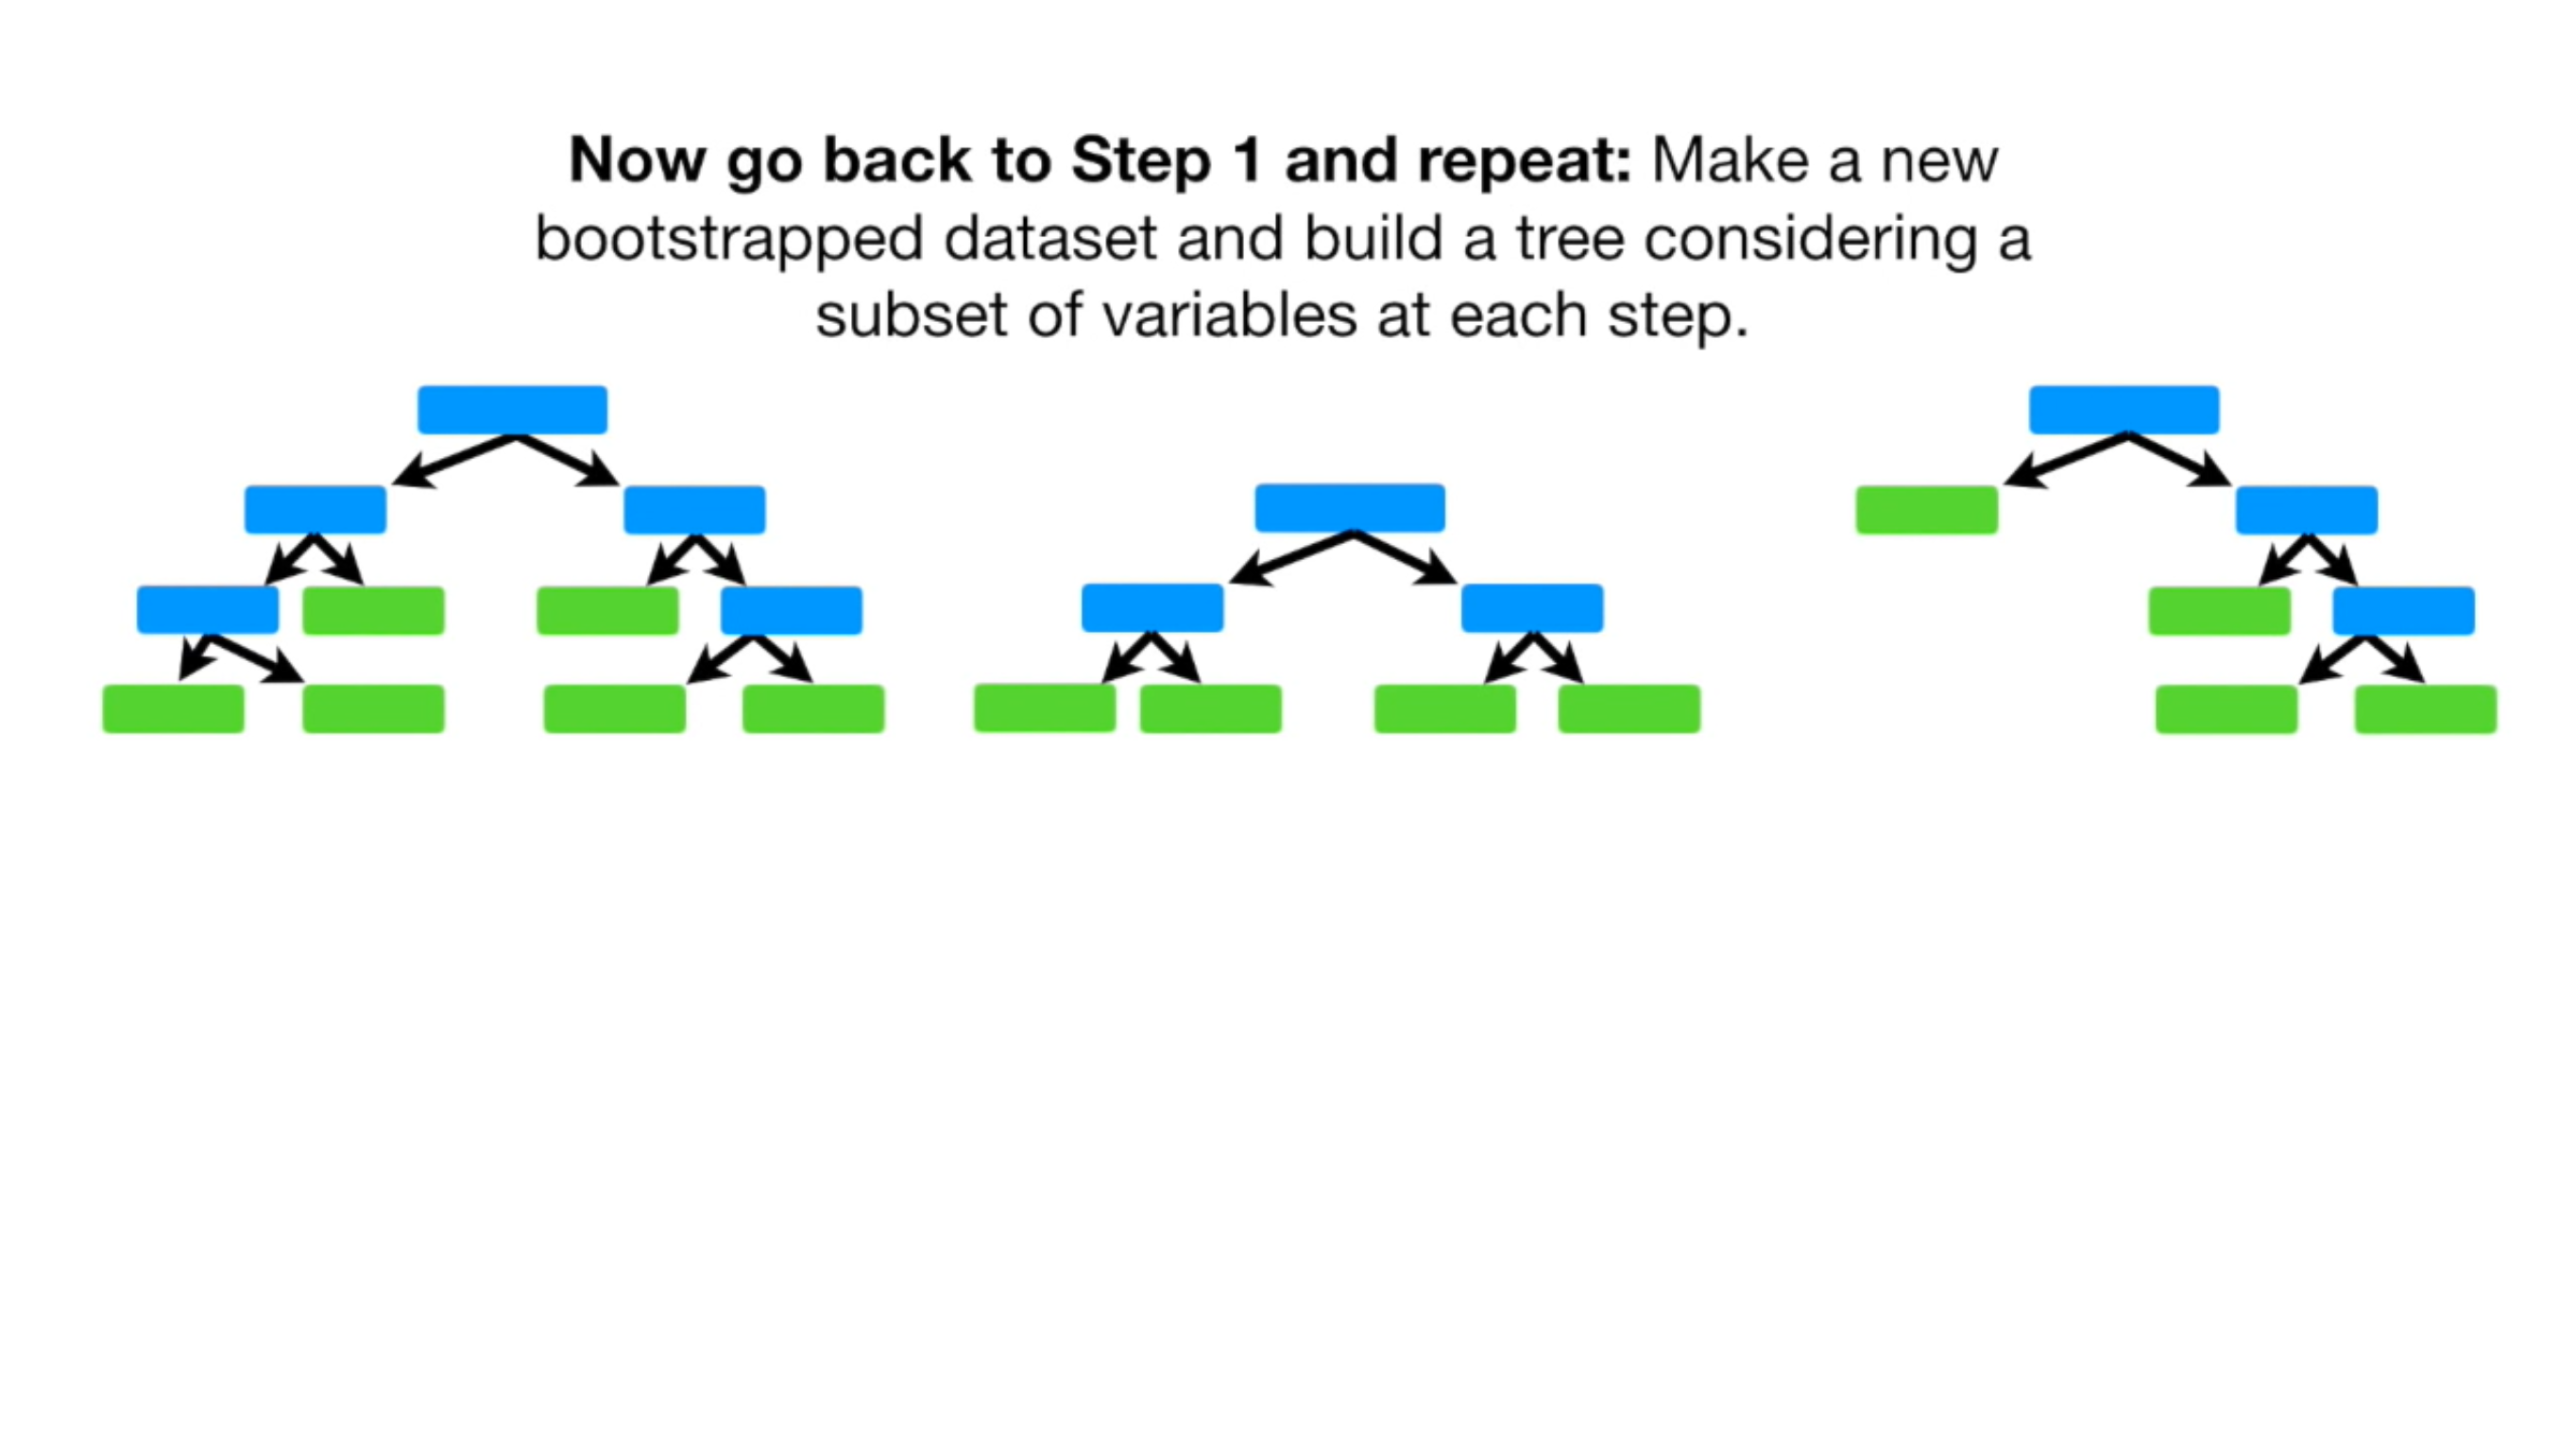 Now go back to Step 1 and repeat: Make a new
bootstrapped dataset and build a tree considering a
subset of variables at each step.